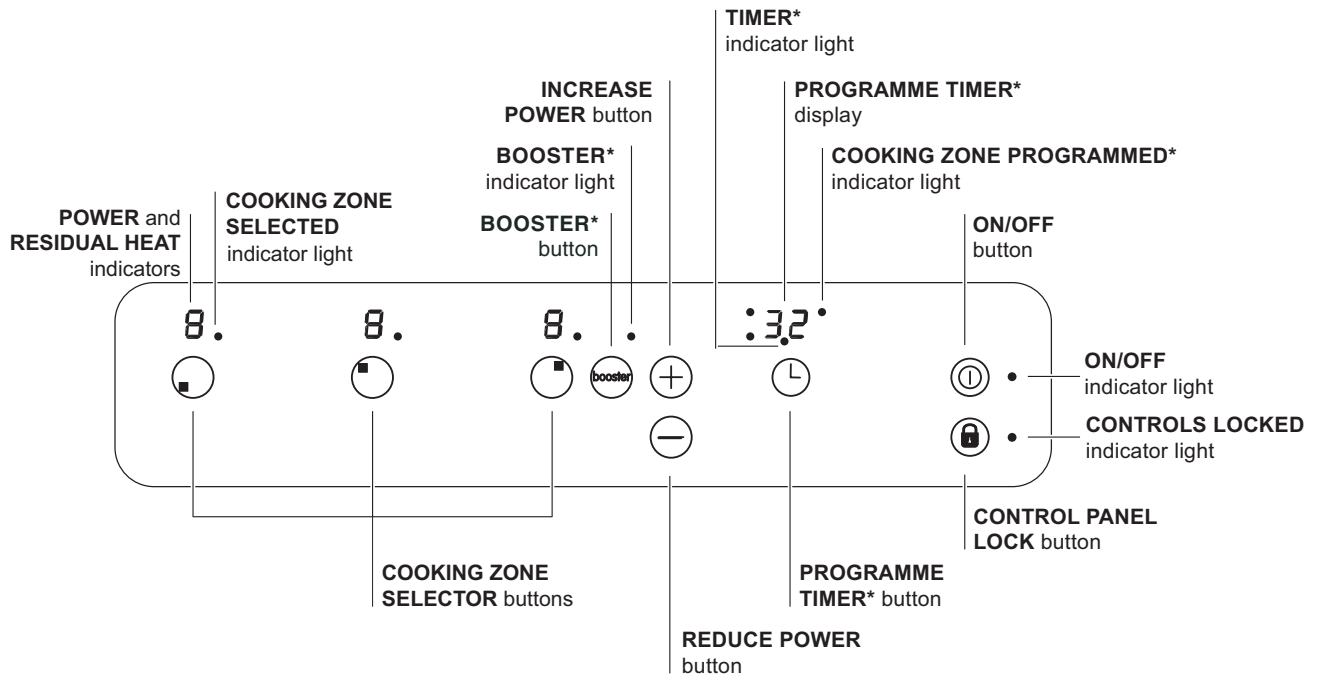 TIMER*
indicator light
INCREASE
POWER button
PROGRAMME TIMER*
display
BOOSTER*
indicator light
COOKING ZONE PROGRAMMED*
indicator light
POWER and
RESIDUAL HEAT
indicators
COOKING ZONE
SELECTED
indicator light
BOOSTER*
button
ON/OFF
button
8.
8.
8.
32
booster
ON/OFF
indicator light
CONTROLS LOCKED
indicator light
CONTROL PANEL
LOCK button
COOKING ZONE
SELECTOR buttons
PROGRAMME
TIMER* button
REDUCE POWER
button